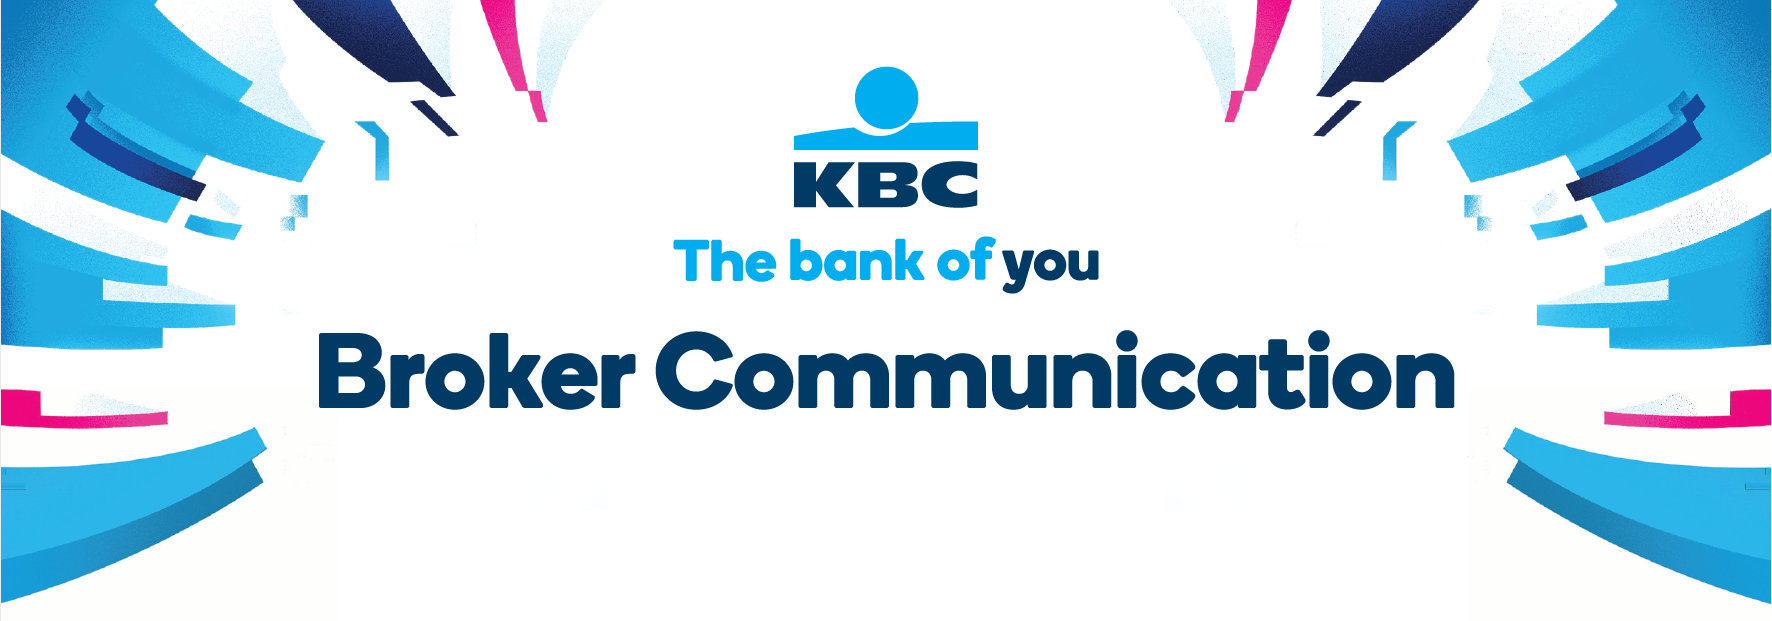 KBC
The bank of you
Broker Communication